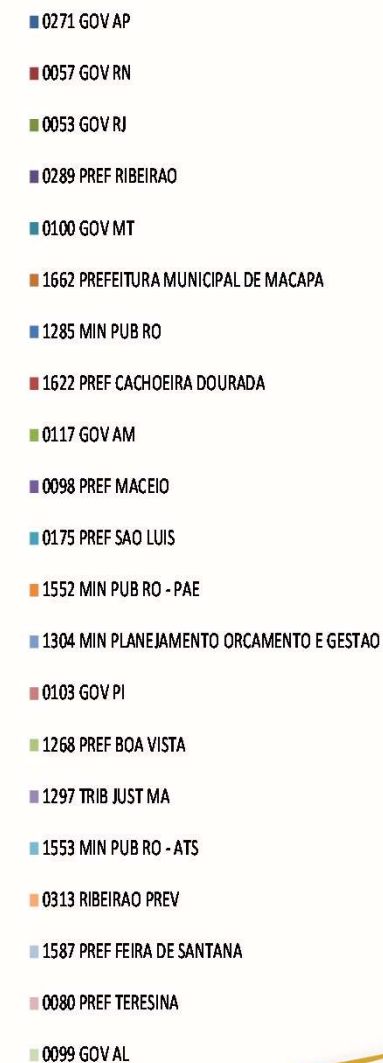 0271 GOV AP
0057 GOV RN
0053 GOV RJ
0289 PREF RIBEIRAO
0100 GOV MT
1662 PREFEITURA MUNICIPAL DE MACAPA
1285 MIN PUB RO
1622 PREF CACHOEIRA DOURADA
0117 GOV AM
0098 PREF MACEIO
0175 PREF SAO LUIS
1552 MIN PUB RO - PAE
1304 MIN PLANEJAMENTO ORCAMENTO E GESTAO
0103 GOV PI
1268 PREF BOA VISTA
1297 TRIB JUST MA
1553 MIN PUB RO - ATS
0313 RIBEIRAO PREV
1587 PREF FEIRA DE SANTANA
0080 PREF TERESINA
0099 GOV AL